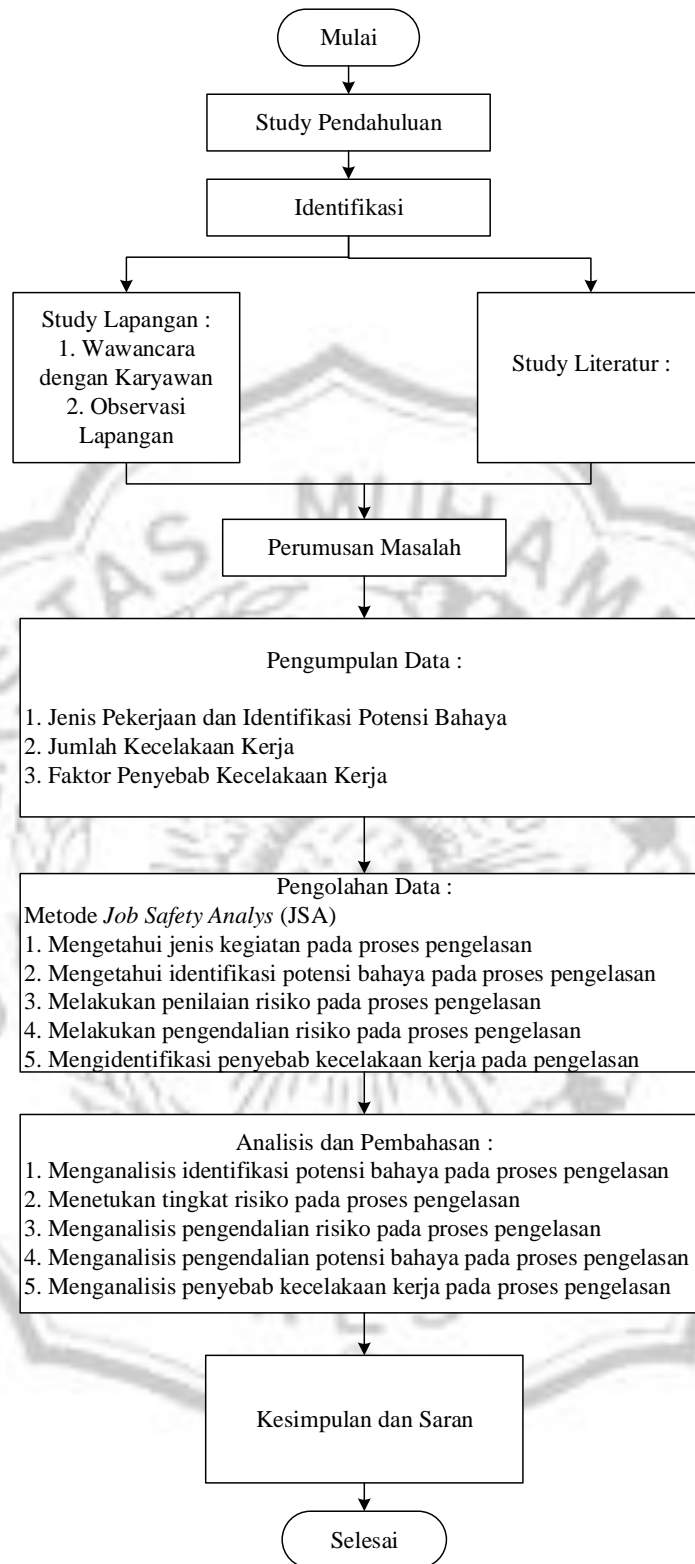 Mulai
Study Pendahuluan
Identifikasi
Study Lapangan :
1. Wawancara
dengan Karyawan
2. Observasi
Lapangan
Study Literatur :
Perumusan Masalah
Pengumpulan Data :
1. Jenis Pekerjaan dan Identifikasi Potensi Bahaya
2. Jumlah Kecelakaan Kerja
3. Faktor Penyebab Kecelakaan Kerja
Pengolahan Data :
Metode Job Safety Analys (JSA)
1. Mengetahui jenis kegiatan pada proses pengelasan
2. Mengetahui identifikasi potensi bahaya pada proses pengelasan
3. Melakukan penilaian risiko pada proses pengelasan
4. Melakukan pengendalian risiko pada proses pengelasan
5. Mengidentifikasi penyebab kecelakaan kerja pada pengelasan
Analisis dan Pembahasan :
1. Menganalisis identifikasi potensi bahaya pada proses pengelasan
2. Menetukan tingkat risiko pada proses pengelasan
3. Menganalisis pengendalian risiko pada proses pengelasan
4. Menganalisis pengendalian potensi bahaya pada proses pengelasan
5. Menganalisis penyebab kecelakaan kerja pada proses pengelasan
Kesimpulan dan Saran
Selesai